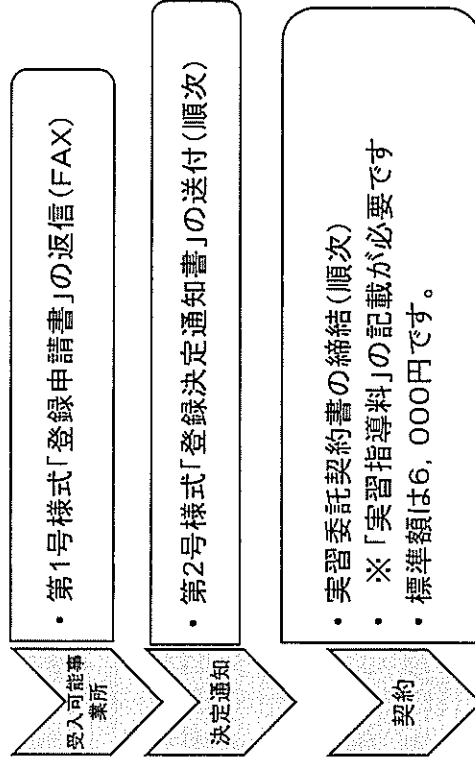 受入可能事
業所
・ 第1号様式「登録申請書」の返信(FAX)
決定通知
・ 第2号様式「登録決定通知書」の送付(順次)
契約
・ 実習委託契約書の締結(順次)
・ ※「実習指導料」の記載が必要です
・ 標準額は6,000円です。